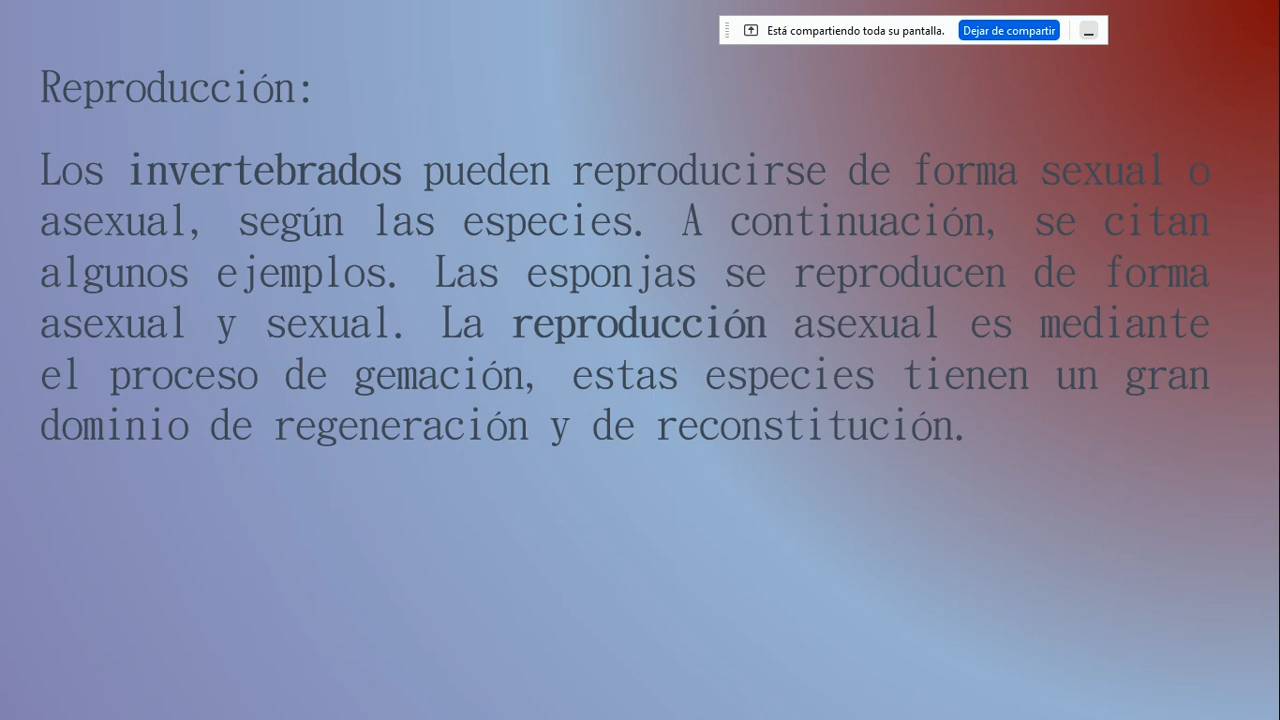 Está compartiendo toda su pantalla. Dejar de compartir
Reproducción:
Los invertebrados pueden reproducirse de forma sexual o
asexual, según las especies. A continuación, se citan
algunos ejemplos. Las esponjas se reproducen de forma
asexual y sexual. La reproducción asexual es mediante
el proceso de gemación, estas especies tienen un gran
dominio de regeneración y de reconstitución.